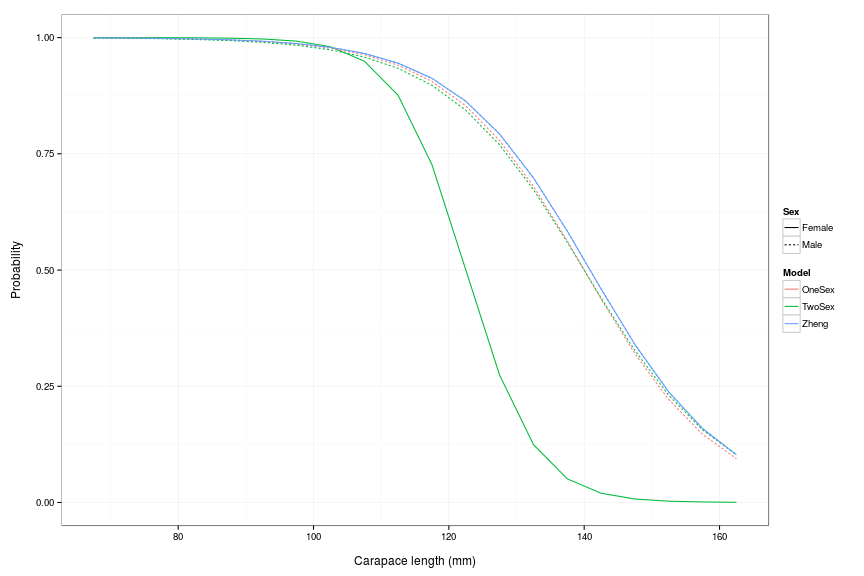 1.00
0.75
0.50
0.25
0.00
Probability
80
100
120
140
160
Carapace length (mm)
Sex
Female
Male
Model
OneSex
TwoSex
Zheng